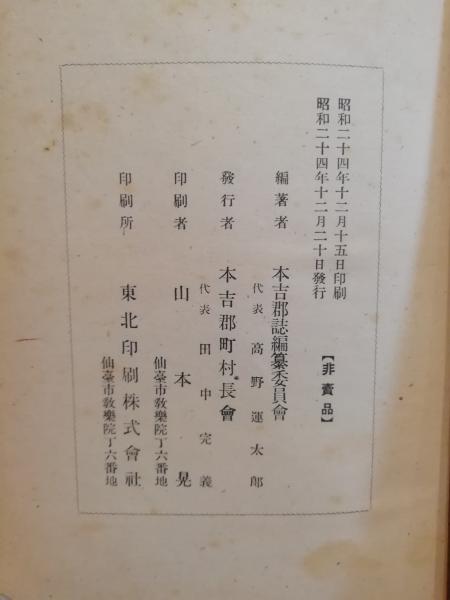 昭和二十四年十二月十五日印刷
昭和二十四年十二月二十日發行
【非賣品】
編著者 本吉郡誌編纂委員會
代表 高野運太郎
發行者 本吉郡町村長會
代表 田中完義
印刷者 山本晃
仙臺市教樂院丁六番地
印刷所 東北印刷株式會社
仙臺市教樂院丁六番地